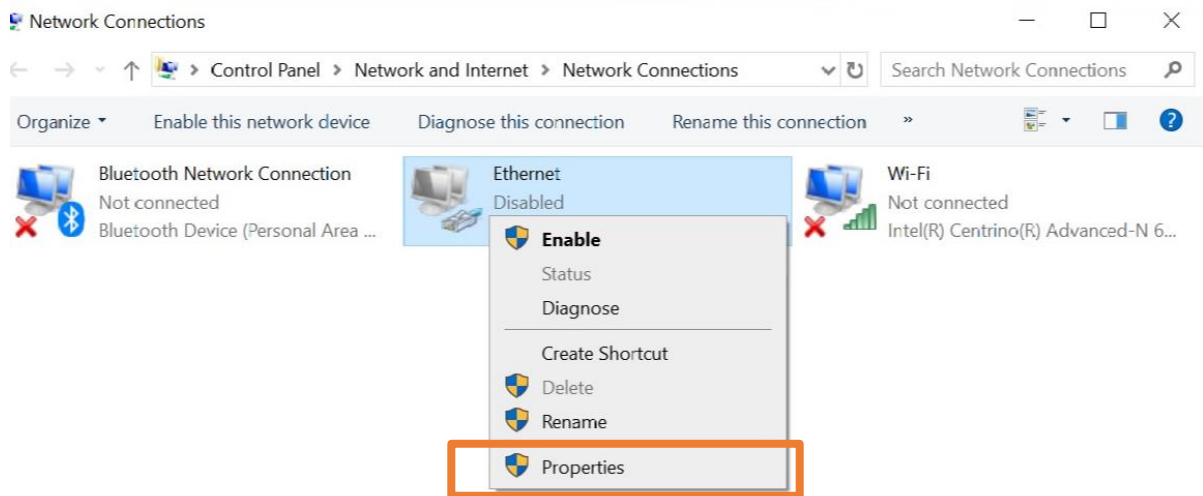 Network Connections
Control Panel > Network and Internet > Network Connections
Search Network Connections
Organize Enable this network device Diagnose this connection Rename this connection »
Bluetooth Network Connection
Not connected
Bluetooth Device (Personal Area ...
Ethernet
Disabled
Wi-Fi
Not connected
Intel(R) Centrino(R) Advanced-N 6...
Enable
Status
Diagnose
Create Shortcut
Delete
Rename
Properties